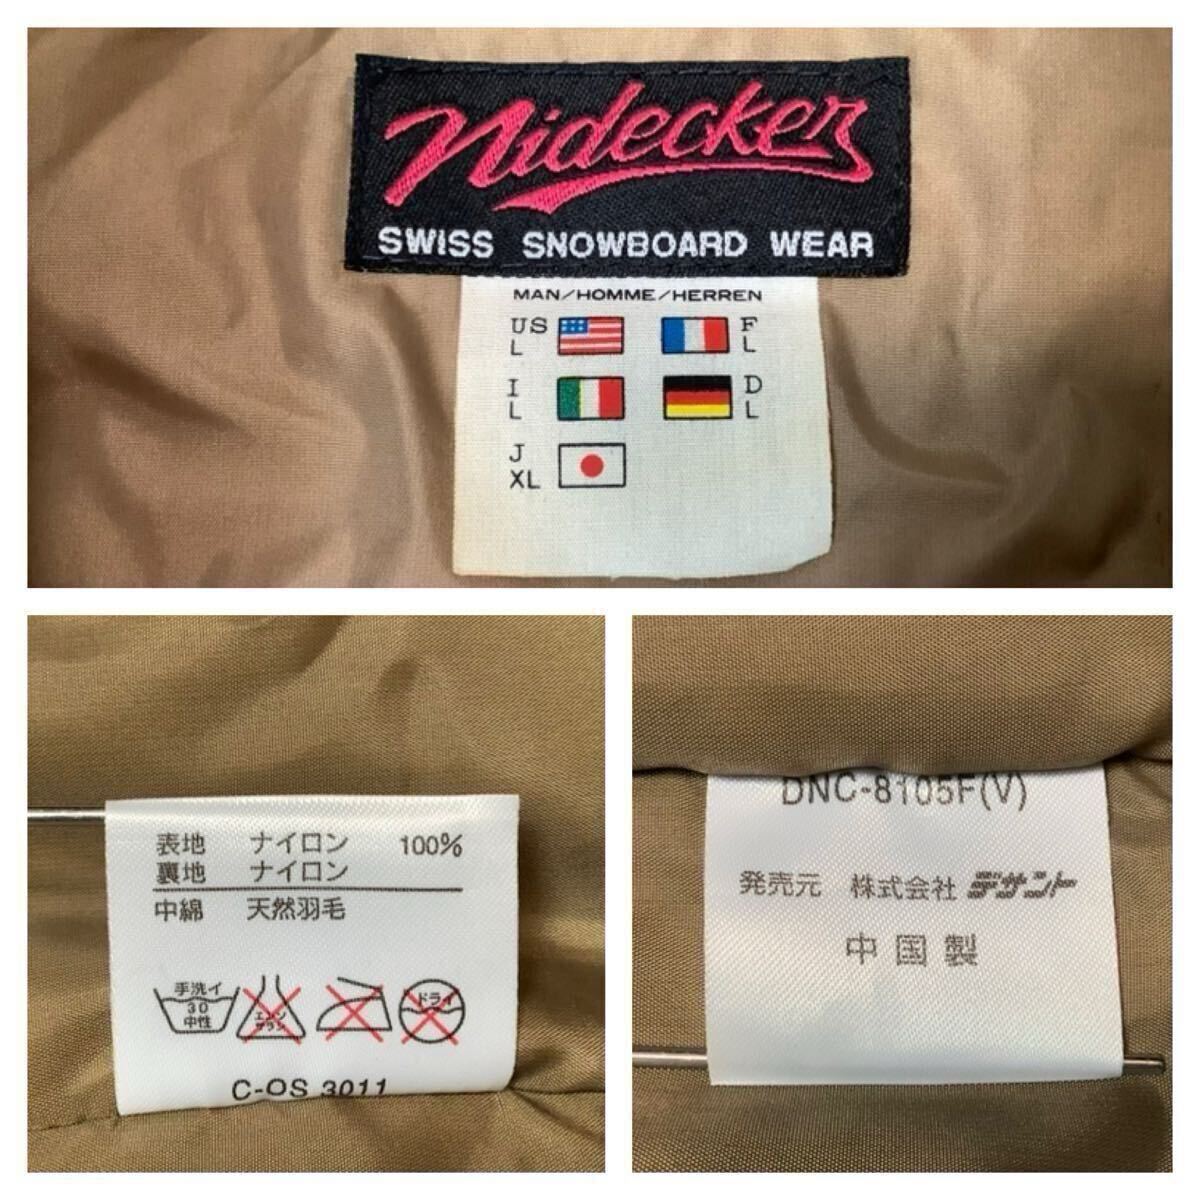 Nidecker
SWISS SNOWBOARD WEAR
MAN/HOMME/HERREN
US F
L L
I D
L L
J
XL
表地 ナイロン 100%
裏地 ナイロン
中綿 天然羽毛
手洗イ
30
中性
エンソ
サラシ
ドライ
C-OS 3011
DNC-8105F(V)
発売元 株式会社 デサント
中国製